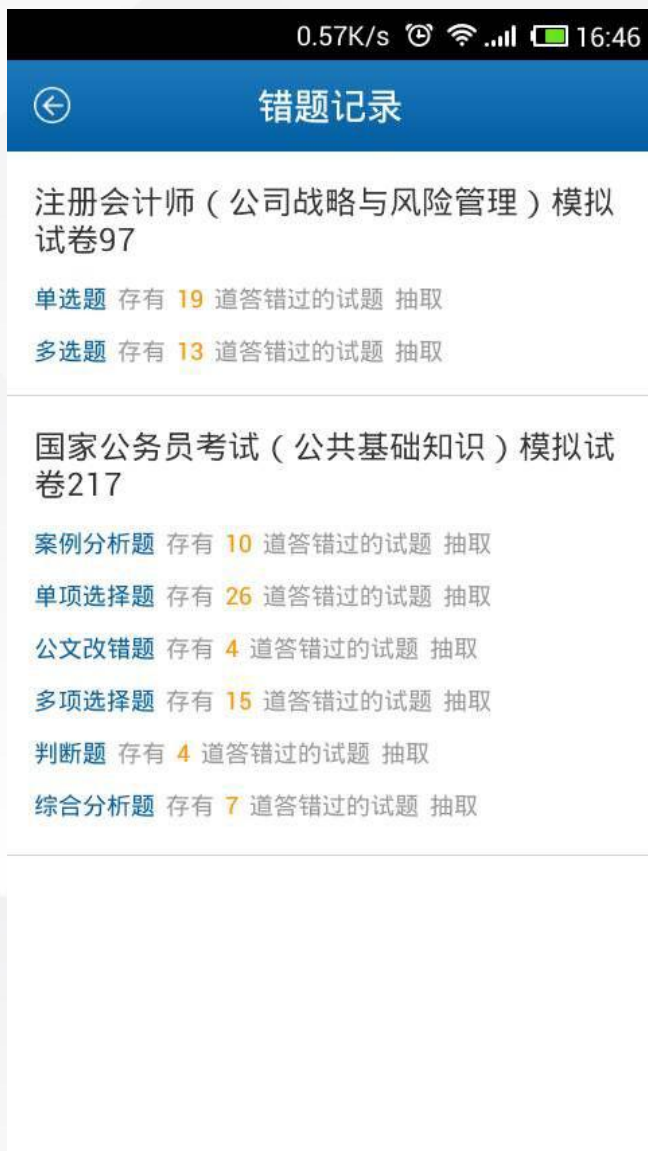 0.57K/s 16:46
错题记录
注册会计师（公司战略与风险管理）模拟
试卷97
单选题 存有 19 道答错过的试题 抽取
多选题 存有 13 道答错过的试题 抽取
国家公务员考试（公共基础知识）模拟试
卷217
案例分析题 存有 10 道答错过的试题 抽取
单项选择题 存有 26 道答错过的试题 抽取
公文改错题 存有 4 道答错过的试题 抽取
多项选择题 存有 15 道答错过的试题 抽取
判断题 存有 4 道答错过的试题 抽取
综合分析题 存有 7 道答错过的试题 抽取